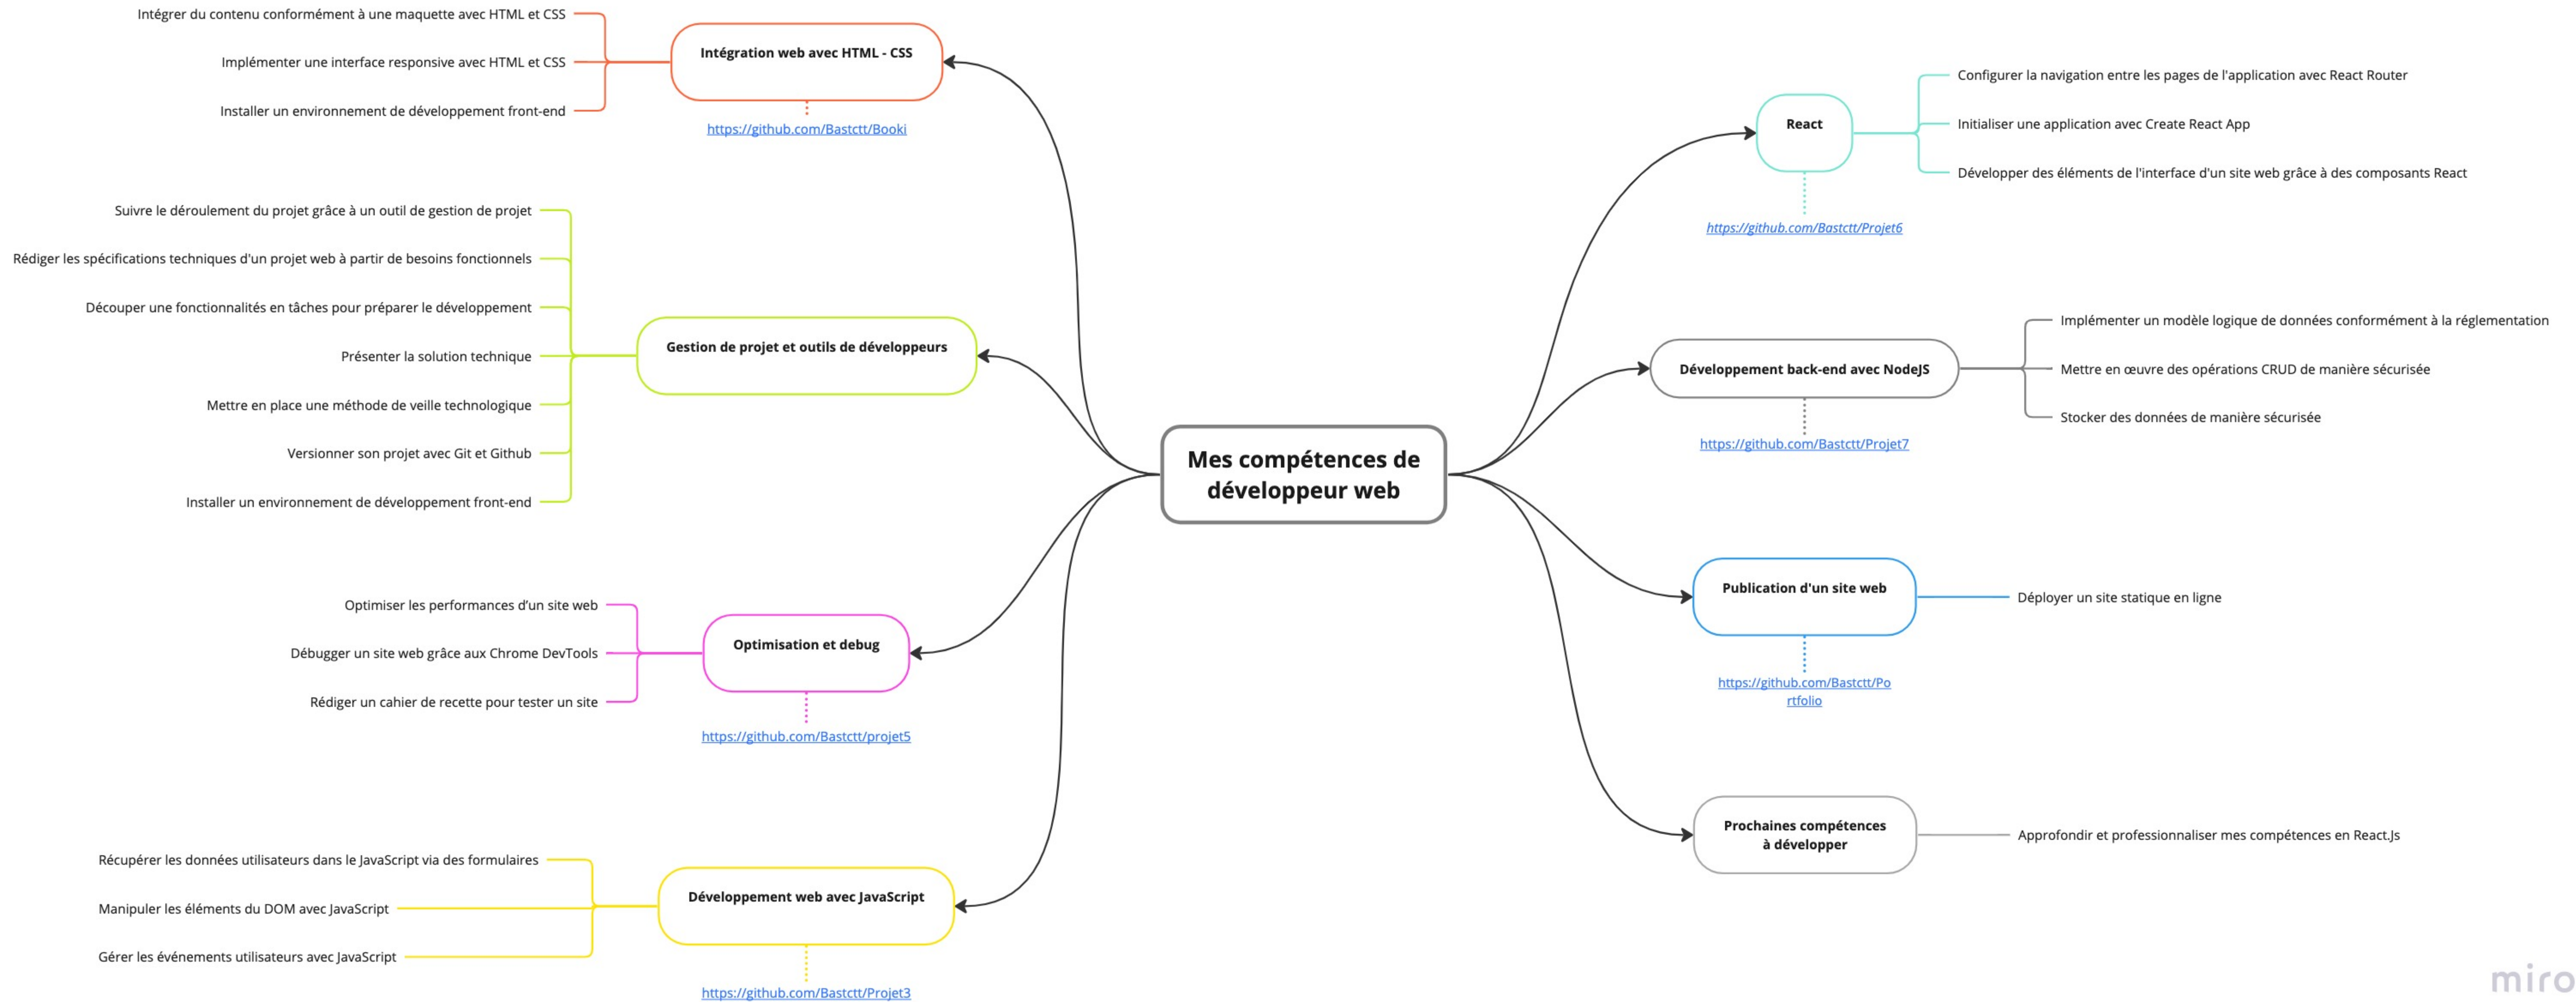 Intégrer du contenu conformément à une maquette avec HTML et CSS
Implémenter une interface responsive avec HTML et CSS
Installer un environnement de développement front-end
Intégration web avec HTML - CSS
https://github.com/Bastctt/Booki
Suivre le déroulement du projet grâce à un outil de gestion de projet
Rédiger les spécifications techniques d'un projet web à partir de besoins fonctionnels
Découper une fonctionnalités en tâches pour préparer le développement
Présenter la solution technique
Mettre en place une méthode de veille technologique
Versionner son projet avec Git et Github
Installer un environnement de développement front-end
Gestion de projet et outils de développeurs
Optimiser les performances d’un site web
Débugger un site web grâce aux Chrome DevTools
Rédiger un cahier de recette pour tester un site
Optimisation et debug
https://github.com/Bastctt/projet5
Récupérer les données utilisateurs dans le JavaScript via des formulaires
Manipuler les éléments du DOM avec JavaScript
Gérer les événements utilisateurs avec JavaScript
Développement web avec JavaScript
https://github.com/Bastctt/Projet3
Mes compétences de
développeur web
React
https://github.com/Bastctt/Projet6
Configurer la navigation entre les pages de l'application avec React Router
Initialiser une application avec Create React App
Développer des éléments de l'interface d'un site web grâce à des composants React
Développement back-end avec NodeJS
https://github.com/Bastctt/Projet7
Implémenter un modèle logique de données conformément à la réglementation
Mettre en œuvre des opérations CRUD de manière sécurisée
Stocker des données de manière sécurisée
Publication d'un site web
https://github.com/Bastctt/Po
rtfolio
Déployer un site statique en ligne
Prochaines compétences
à développer
Approfondir et professionnaliser mes compétences en React.Js
miro